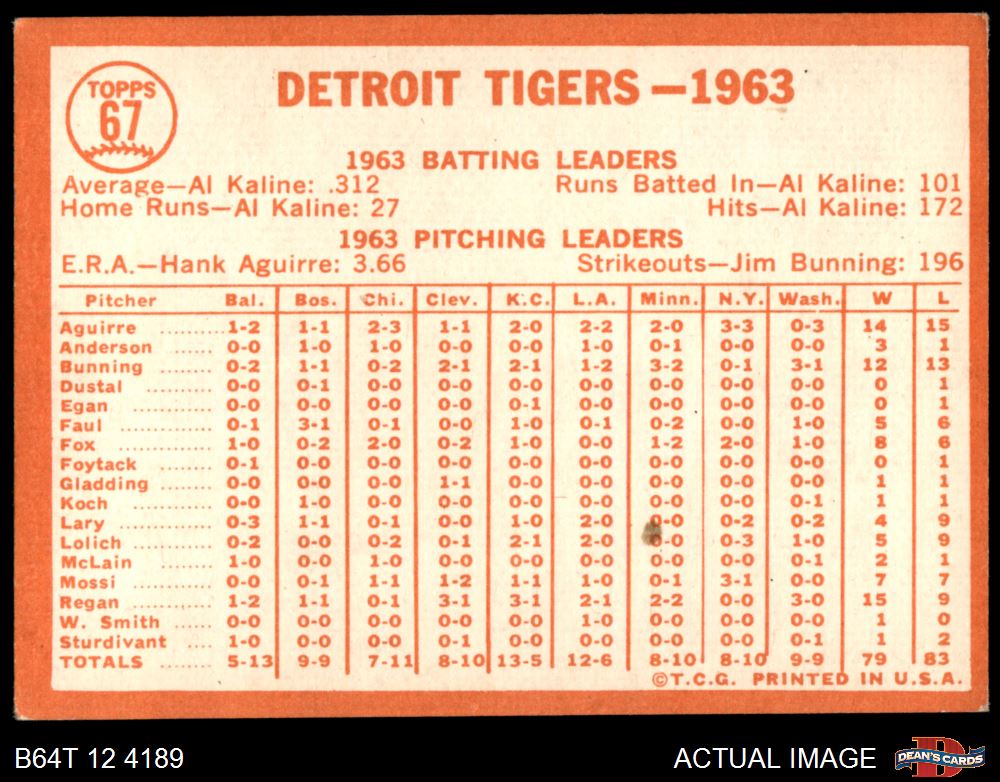 TOPPS
67
DETROIT TIGERS—1963
1963 BATTING LEADERS
Average—Al Kaline: .312 Runs Batted In—Al Kaline: 101
Home Runs—Al Kaline: 27 Hits—Al Kaline: 172
1963 PITCHING LEADERS
E.R.A.—Hank Aguirre: 3.66 Strikeouts—Jim Bunning: 196
Pitcher Bal. Bos. Chi. Clev. K.C. L.A. Minn. N.Y. Wash. W L
Aguirre .......... 1-2 1-1 2-3 1-1 2-0 2-2 2-0 3-3 0-3 14 15
Anderson ...... 0-0 1-0 1-0 0-0 0-0 1-0 0-1 0-0 0-0 3 1
Bunning ........ 0-2 1-1 0-2 2-1 2-1 1-2 3-2 0-1 3-1 12 13
Dustal .......... 0-0 0-1 0-0 0-0 0-0 0-0 0-0 0-0 0-0 0 1
Egan ............ 0-0 0-0 0-0 0-0 0-1 0-0 0-0 0-0 0-0 0 1
Faul ............. 0-1 3-1 0-1 0-0 1-0 0-1 0-2 0-0 1-0 5 6
Fox .............. 1-0 0-2 2-0 0-2 1-0 0-0 1-2 2-0 1-0 8 6
Foytack ........ 0-1 0-0 0-0 0-0 0-0 0-0 0-0 0-0 0-0 0 1
Gladding ........ 0-0 0-0 0-0 1-1 0-0 0-0 0-0 0-0 0-0 1 1
Koch ............ 0-0 1-0 0-0 0-0 0-0 0-0 0-0 0-0 0-1 1 1
Lary ............. 0-3 1-1 0-1 0-0 1-0 2-0 0-0 0-2 0-2 4 9
Lolich ........... 0-2 0-0 0-2 0-1 2-1 2-0 0-0 0-3 1-0 5 9
McLain .......... 1-0 0-0 1-0 0-0 0-0 0-0 0-0 0-0 0-1 2 1
Mossi ........... 0-0 0-1 1-1 1-2 1-1 1-0 0-1 3-1 0-0 7 7
Regan ........... 1-2 1-1 0-1 3-1 3-1 2-1 2-2 0-0 3-0 15 9
W. Smith ...... 0-0 0-0 0-0 0-0 0-0 1-0 0-0 0-0 0-0 1 0
Sturdivant .... 1-0 0-0 0-0 0-1 0-0 0-0 0-0 0-0 0-1 1 2
TOTALS ........ 5-13 9-9 7-11 8-10 13-5 12-6 8-10 8-10 9-9 79 83
©T.C.G. PRINTED IN U.S.A.
B64T 12 4189 ACTUAL IMAGE
D
DEAN'S CARDS